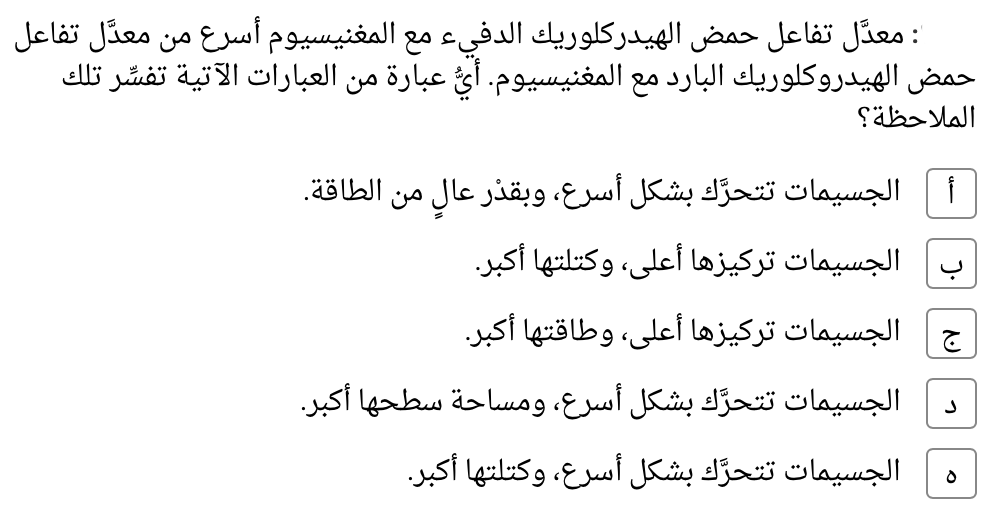 : معدَّل تفاعل حمض الهيدركلوريك الدفيء مع المغنيسيوم أسرع من معدَّل تفاعل
حمض الهيدروكلوريك البارد مع المغنيسيوم. أيُّ عبارة من العبارات الآتية تفسِّر تلك
الملاحظة؟
أ الجسيمات تتحرَّك بشكل أسرع، وبقدْر عالٍ من الطاقة.
ب الجسيمات تركيزها أعلى، وكتلتها أكبر.
ج الجسيمات تركيزها أعلى، وطاقتها أكبر.
د الجسيمات تتحرَّك بشكل أسرع، ومساحة سطحها أكبر.
ه الجسيمات تتحرَّك بشكل أسرع، وكتلتها أكبر.